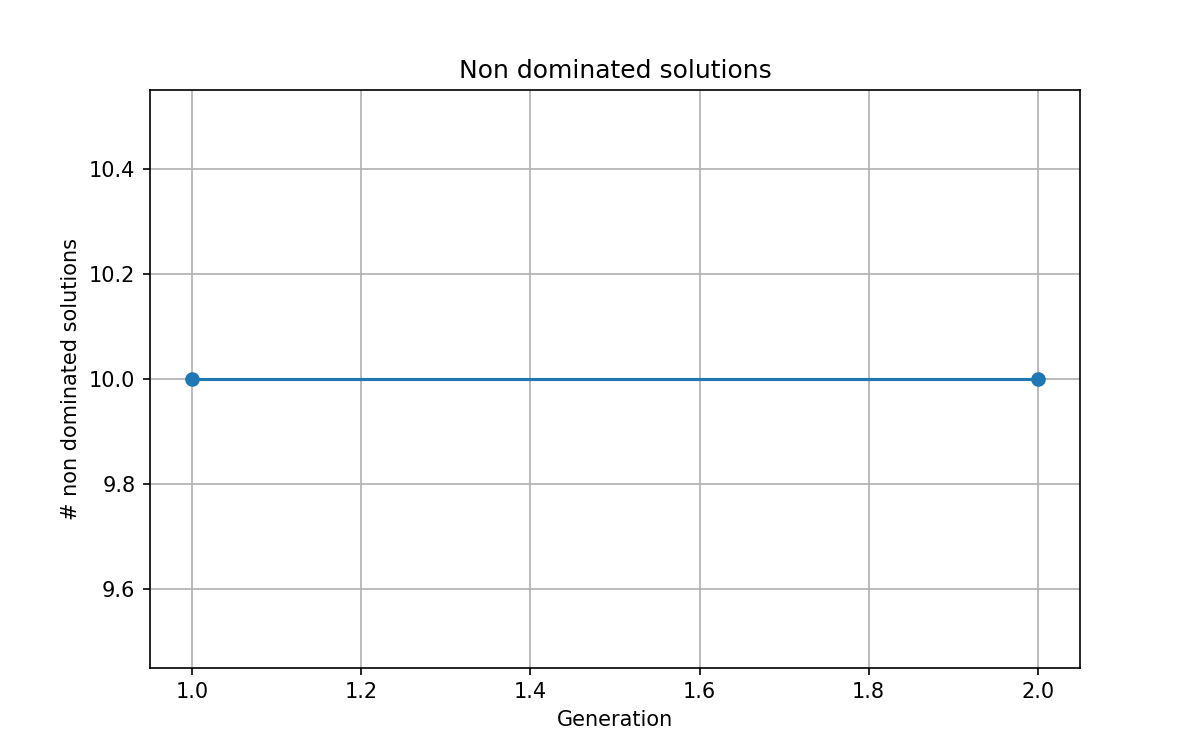 Non dominated solutions
# non dominated solutions
10.4
10.2
10.0
9.8
9.6
1.0 1.2 1.4 1.6 1.8 2.0
Generation